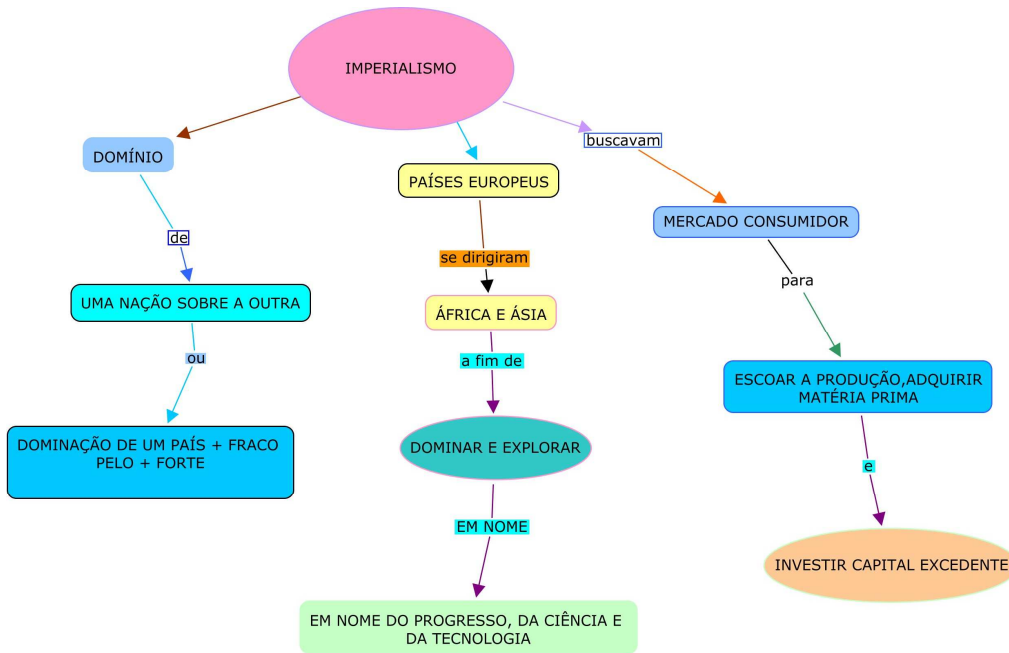 IMPERIALISMO
DOMÍNIO
de
UMA NAÇÃO SOBRE A OUTRA
ou
DOMINAÇÃO DE UM PAÍS + FRACO
PELO + FORTE
PAÍSES EUROPEUS
se dirigiram
ÁFRICA E ÁSIA
a fim de
DOMINAR E EXPLORAR
EM NOME
EM NOME DO PROGRESSO, DA CIÊNCIA E
DA TECNOLOGIA
buscavam
MERCADO CONSUMIDOR
para
ESCOAR A PRODUÇÃO,ADQUIRIR
MATÉRIA PRIMA
e
INVESTIR CAPITAL EXCEDENTE